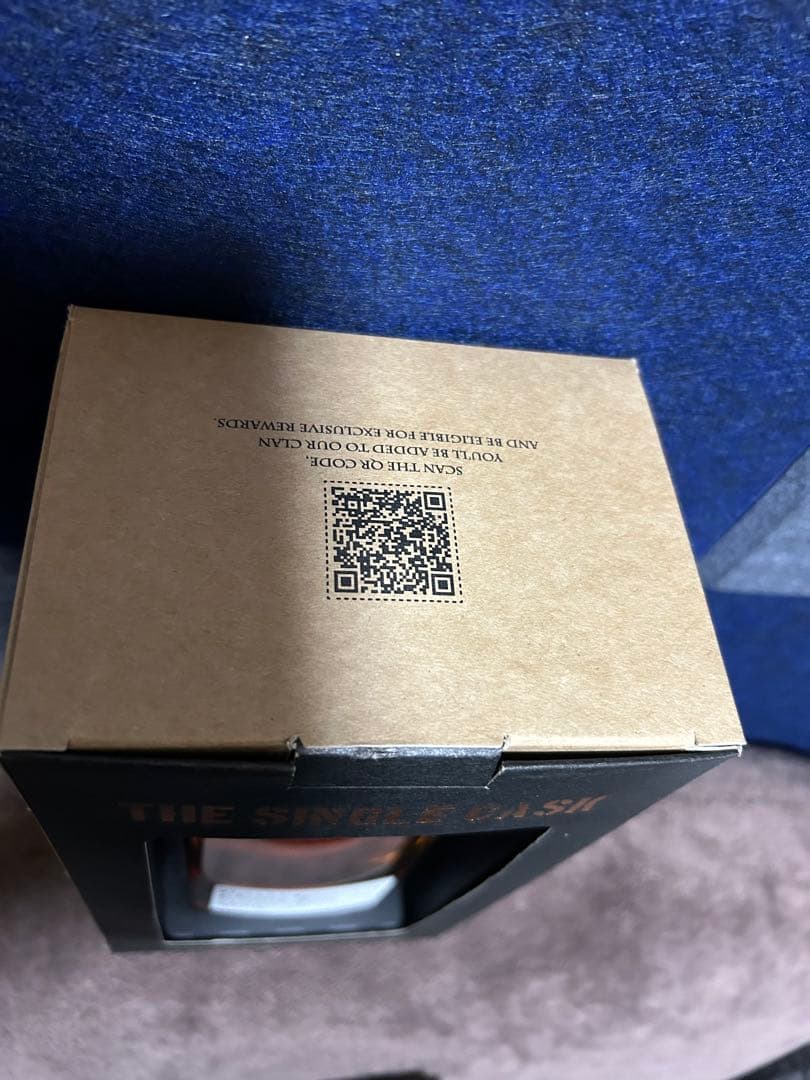 SCAN THE QR CODE,
YOU'LL BE ADDED TO OUR CLAN
AND BE ELIGIBLE FOR EXCLUSIVE REWARDS.
THE SINGLE CASK